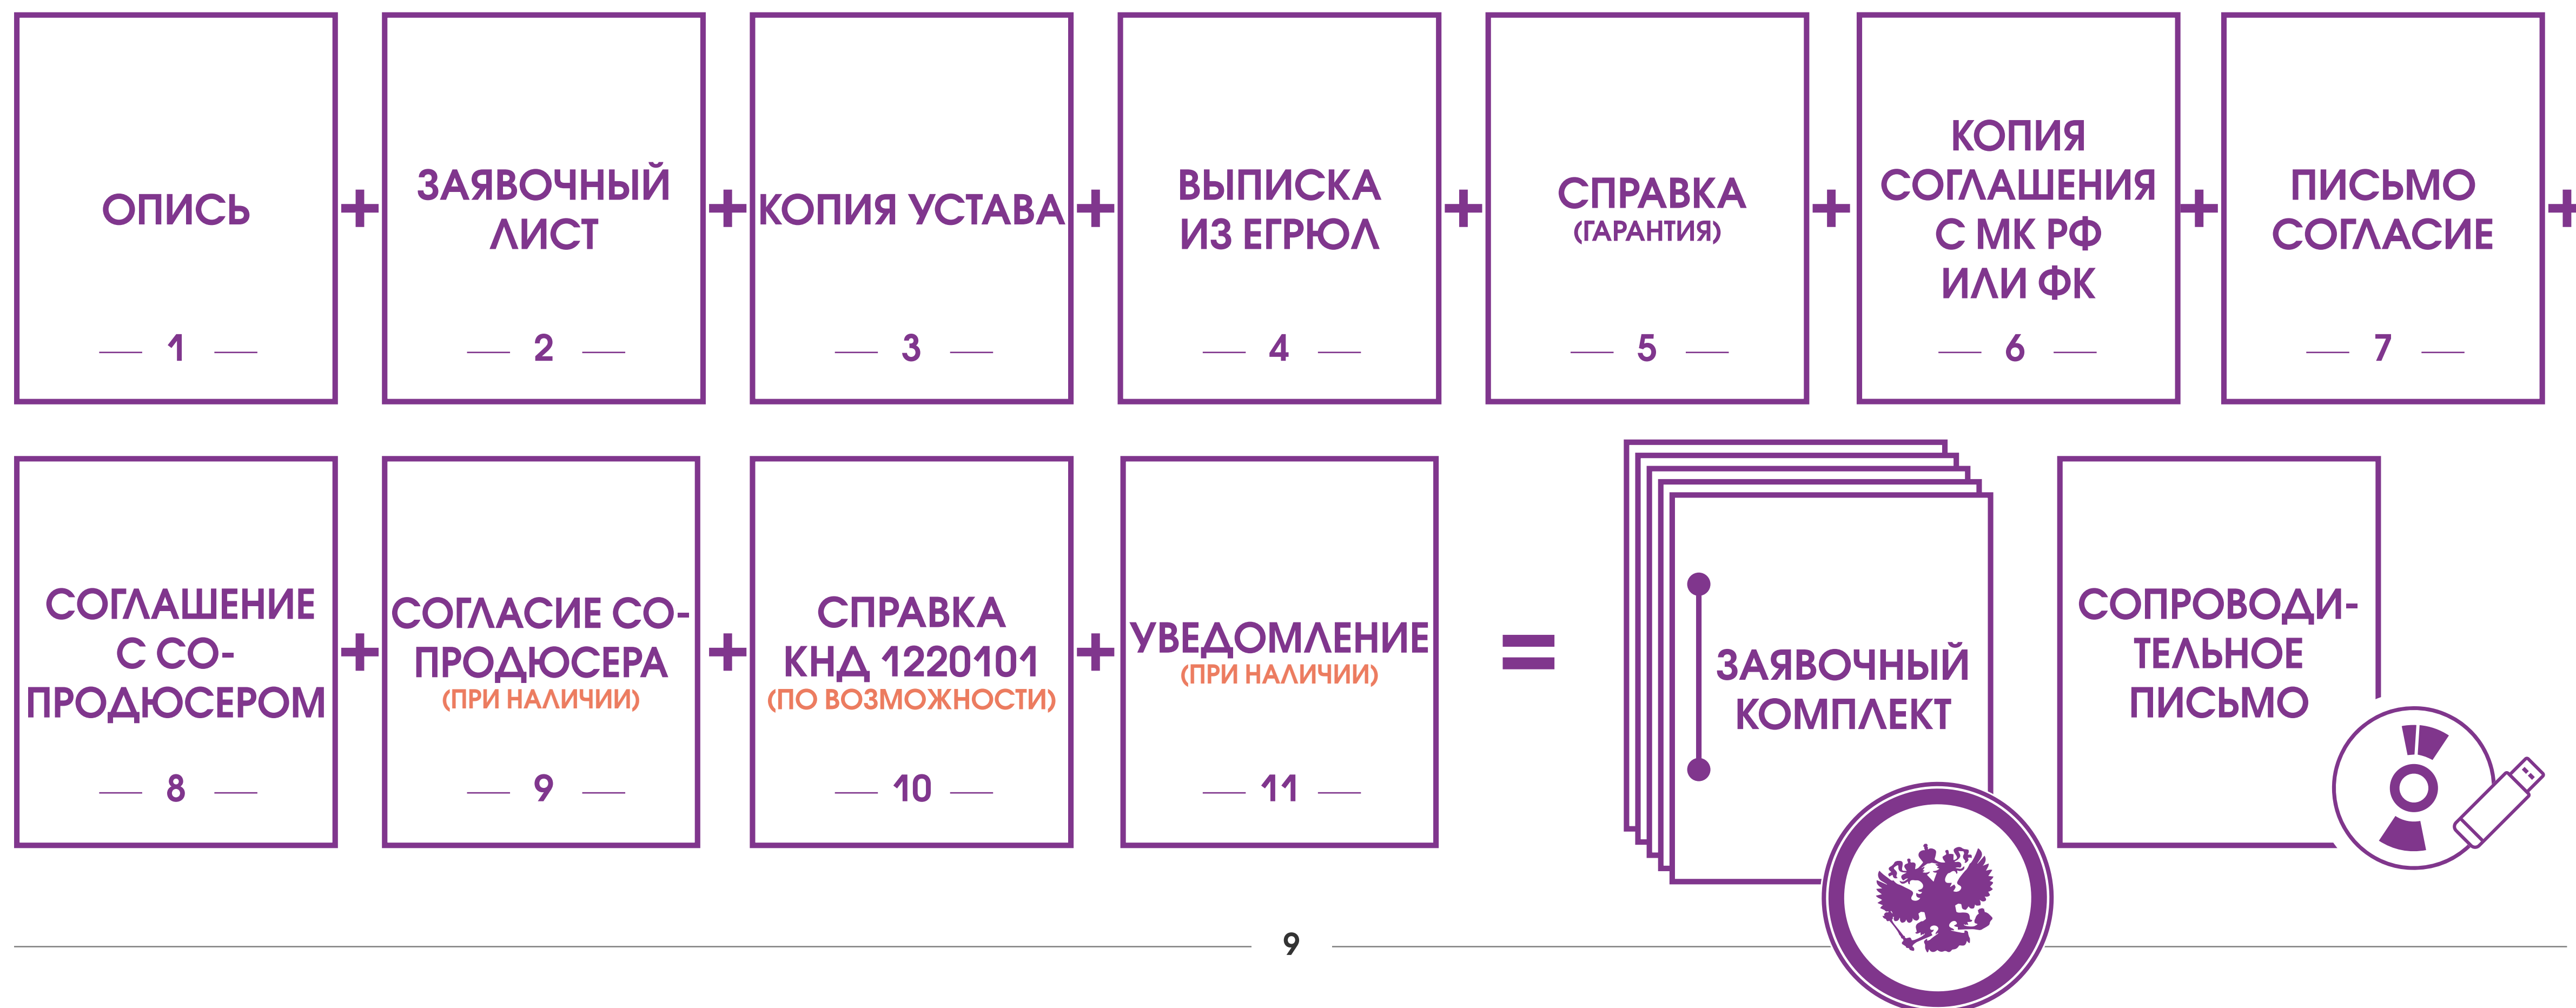 ОПИСЬ
1
+
ЗАЯВОЧНЫЙ
ЛИСТ
2
+
КОПИЯ УСТАВА
3
+
ВЫПИСКА
ИЗ ЕГРЮЛ
4
+
СПРАВКА
(ГАРАНТИЯ)
5
+
КОПИЯ
СОГЛАШЕНИЯ
С МК РФ
ИЛИ ФК
6
+
ПИСЬМО
СОГЛАСИЕ
7
+
СОГЛАШЕНИЕ
С СО-
ПРОДЮСЕРОМ
8
+
СОГЛАСИЕ СО-
ПРОДЮСЕРА
(ПРИ НАЛИЧИИ)
9
+
СПРАВКА
КНД 1220101
(ПО ВОЗМОЖНОСТИ)
10
+
УВЕДОМЛЕНИЕ
(ПРИ НАЛИЧИИ)
11
=
ЗАЯВОЧНЫЙ
КОМПЛЕКТ
СОПРОВОДИ-
ТЕЛЬНОЕ
ПИСЬМО
9